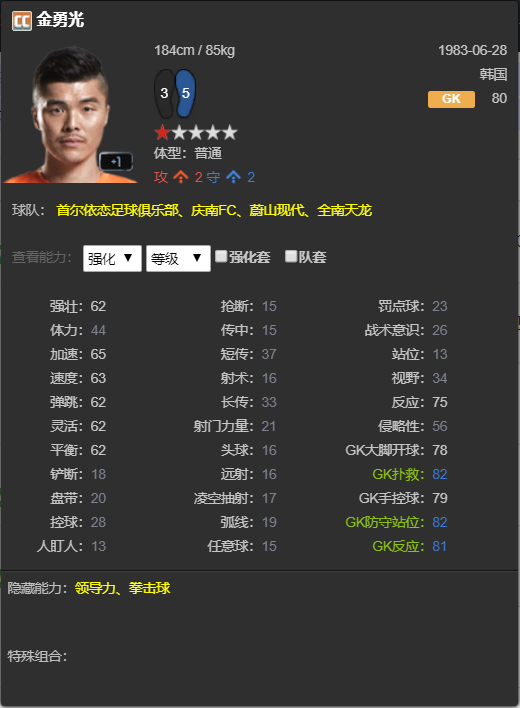 CC 金勇光
184cm / 85kg 1983-06-28
韩国
GK 80
3 5
+1
体型：普通
攻 2 守 2
球队： 首尔依恋足球俱乐部、庆南FC、蔚山现代、全南天龙
查看能力： 强化 ▼ 等级 ▼ 强化套 队套
强壮：62 抢断：15 罚点球：23
体力：44 传中：15 战术意识：26
加速：65 短传：37 站位：13
速度：63 射术：16 视野：34
弹跳：62 长传：33 反应：75
灵活：62 射门力量：21 侵略性：56
平衡：62 头球：16 GK大脚开球：78
铲断：18 远射：16 GK扑救：82
盘带：20 凌空抽射：17 GK手控球：79
控球：28 弧线：19 GK防守站位：82
人盯人：13 任意球：15 GK反应：81
隐藏能力：领导力、拳击球
特殊组合：